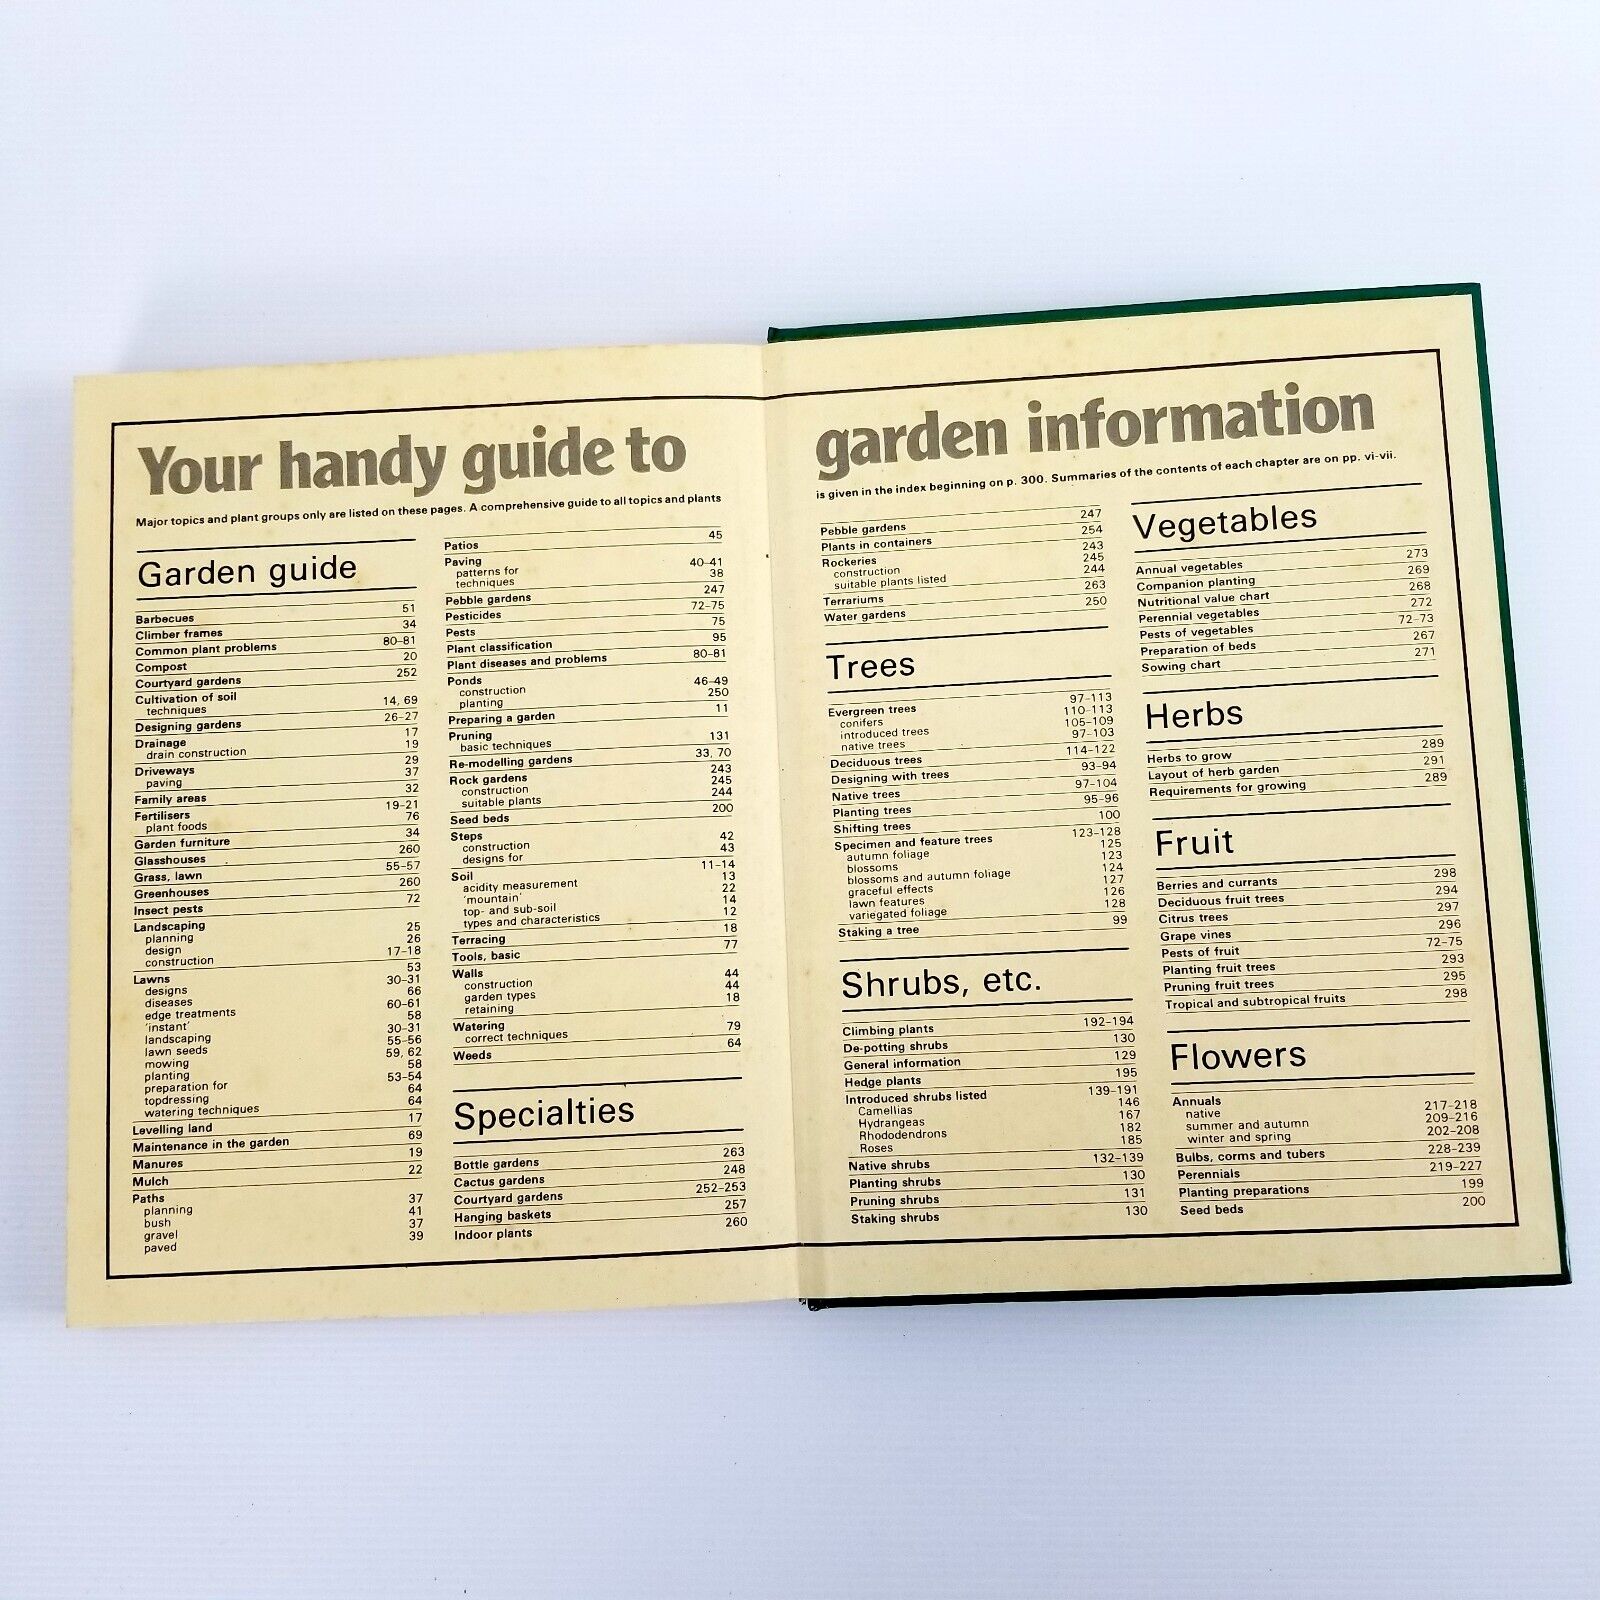 Your handy guide to
Major topics and plant groups only are listed on these pages. A comprehensive guide to all topics and plants
Garden guide
Barbecues 51
Climber frames 34
Common plant problems 80–81
Compost 20
Courtyard gardens 252
Cultivation of soil
techniques 14, 69
Designing gardens 26–27
Drainage 17
drain construction 19
Driveways 29
paving 37
Family areas 32
Fertilisers 19–21
plant foods 76
Garden furniture 34
Glasshouses 260
Grass, lawn 55–57
Greenhouses 260
Insect pests 72
Landscaping
planning 25
design 26
construction 17–18
Lawns 53
designs 30–31
diseases 66
edge treatments 60–61
'instant' 58
landscaping 30–31
lawn seeds 55–56
mowing 59, 62
planting 58
preparation for 53–54
topdressing 64
watering techniques 64
Levelling land 17
Maintenance in the garden 69
Manures 19
Mulch 22
Paths
planning 37
bush 41
gravel 37
paved 39
Patios 45
Paving
patterns for 40–41
techniques 38
Pebble gardens 247
Pesticides 72–75
Pests 75
Plant classification 95
Plant diseases and problems 80–81
Ponds
construction 46–49
planting 250
Preparing a garden 11
Pruning
basic techniques 131
Re-modelling gardens 33, 70
Rock gardens 243
construction 245
suitable plants 244
Seed beds 200
Steps
construction 42
designs for 43
Soil 11–14
acidity measurement 13
'mountain' 22
top- and sub-soil 14
types and characteristics 12
Terracing 18
Tools, basic 77
Walls
construction 44
garden types 44
retaining 18
Watering
correct techniques 79
Weeds 64
Specialties
Bottle gardens 263
Cactus gardens 248
Courtyard gardens 252–253
Hanging baskets 257
Indoor plants 260
garden information
is given in the index beginning on p. 300. Summaries of the contents of each chapter are on pp. vi-vii.
Pebble gardens 247
Plants in containers 254
Rockeries 243
construction 245
suitable plants listed 244
Terrariums 263
Water gardens 250
Trees
Evergreen trees 97–113
conifers 110–113
introduced trees 105–109
native trees 97–103
Deciduous trees 114–122
Designing with trees 93–94
Native trees 97–104
Planting trees 95–96
Shifting trees 100
Specimen and feature trees 123–128
autumn foliage 125
blossoms 123
blossoms and autumn foliage 124
graceful effects 127
lawn features 126
variegated foliage 128
Staking a tree 99
Shrubs, etc.
Climbing plants 192–194
De-potting shrubs 130
General information 129
Hedge plants 195
Introduced shrubs listed 139–191
Camellias 146
Hydrangeas 167
Rhododendrons 182
Roses 185
Native shrubs 132–139
Planting shrubs 130
Pruning shrubs 131
Staking shrubs 130
Vegetables
Annual vegetables 273
Companion planting 269
Nutritional value chart 268
Perennial vegetables 272
Pests of vegetables 72–73
Preparation of beds 267
Sowing chart 271
Herbs
Herbs to grow 289
Layout of herb garden 291
Requirements for growing 289
Fruit
Berries and currants 298
Deciduous fruit trees 294
Citrus trees 297
Grape vines 296
Pests of fruit 72–75
Planting fruit trees 293
Pruning fruit trees 295
Tropical and subtropical fruits 298
Flowers
Annuals
native 217–218
summer and autumn 209–216
winter and spring 202–208
Bulbs, corms and tubers 228–239
Perennials 219–227
Planting preparations 199
Seed beds 200